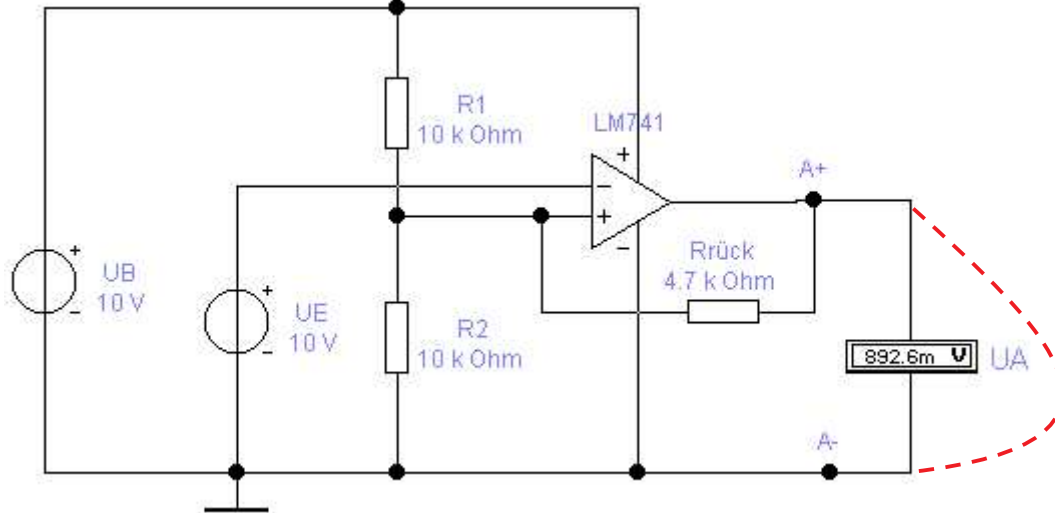 R1
10 k Ohm
LM741
+
A+
−
+
−
+
−
UB
10 V
+
−
UE
10 V
R2
10 k Ohm
Rrück
4.7 k Ohm
892.6m V
UA
A-